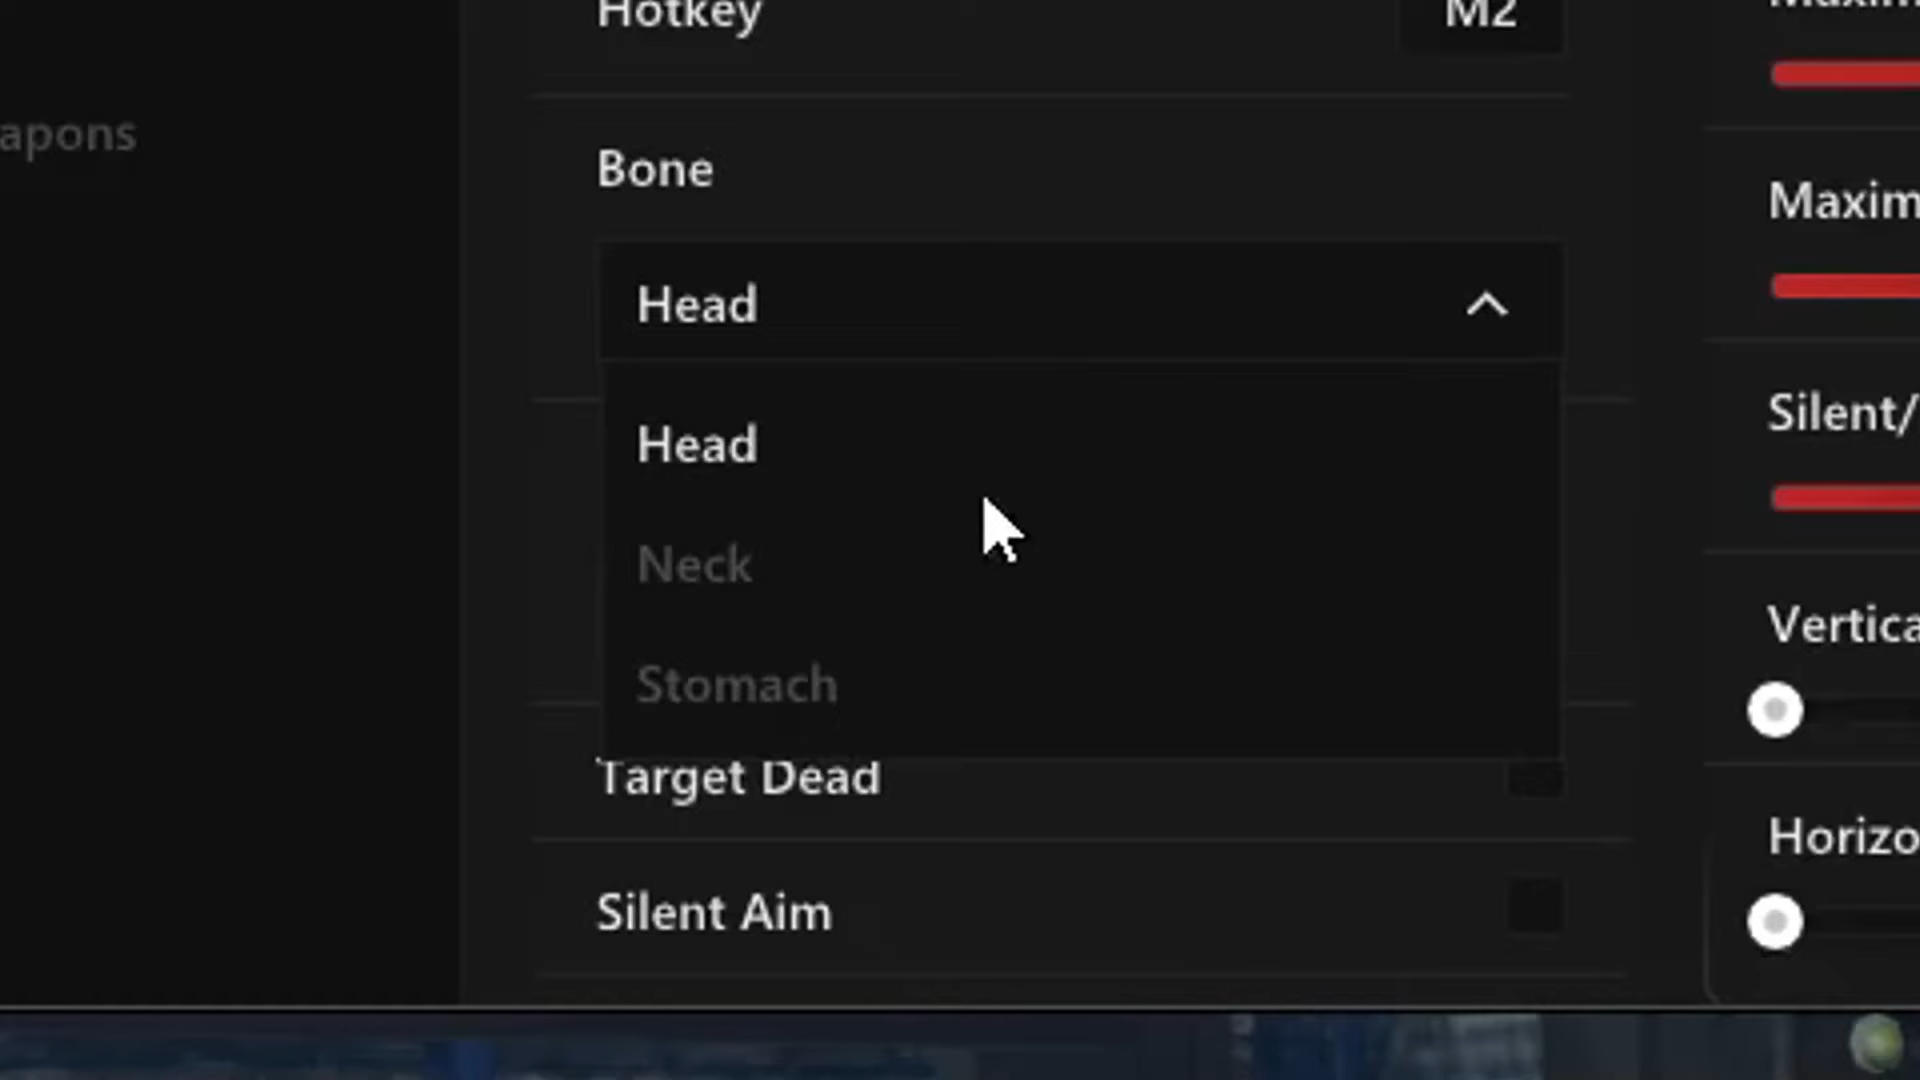 Hotkey
M2
apons
Bone
Head
Head
Neck
Stomach
Target Dead
Silent Aim
Maxim
Silent/
Vertica
Horizo